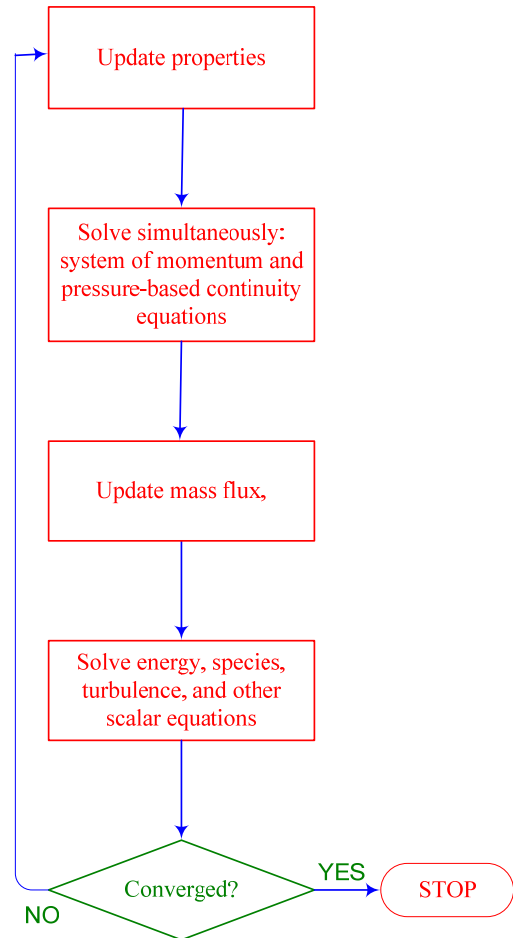 Update properties
Solve simultaneously:
system of momentum and
pressure-based continuity
equations
Update mass flux,
Solve energy, species,
turbulence, and other
scalar equations
Converged?
YES
STOP
NO